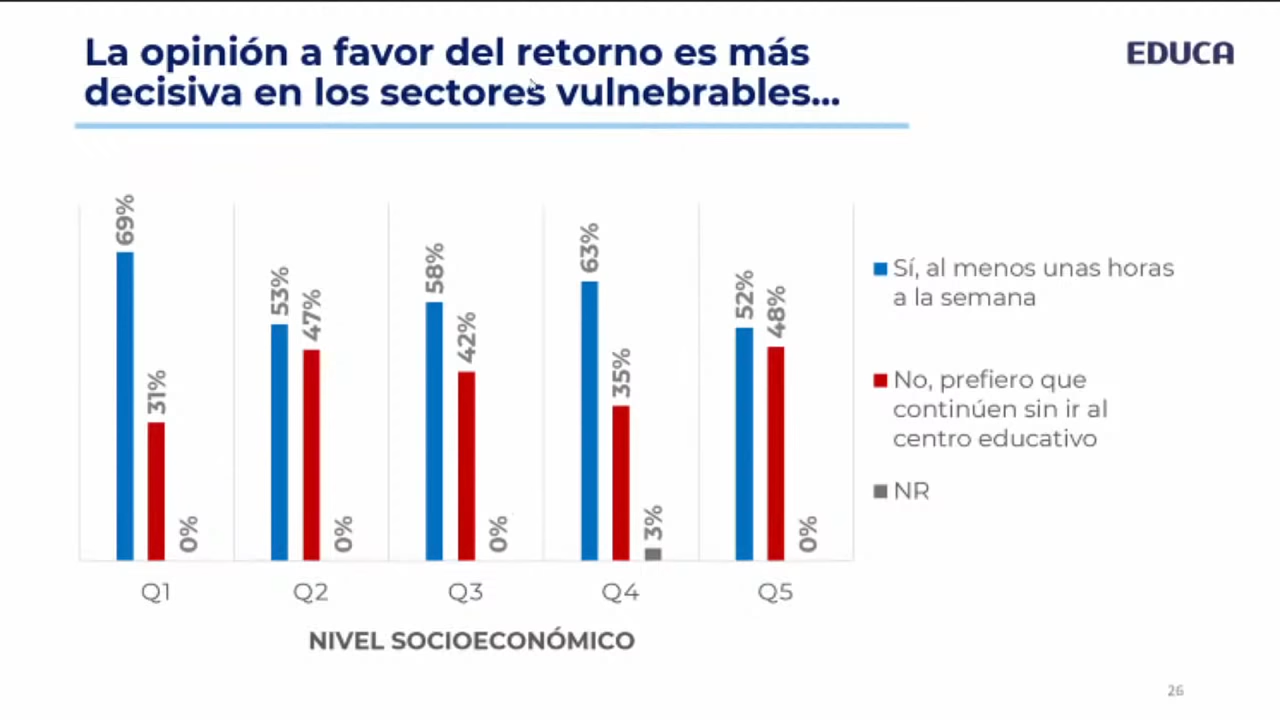 La opinión a favor del retorno es más
decisiva en los sectores vulnebrables...
EDUCA
69%
31%
0%
53%
47%
0%
58%
42%
0%
63%
35%
3%
52%
48%
0%
Q1
Q2
Q3
Q4
Q5
NIVEL SOCIOECONÓMICO
Sí, al menos unas horas
a la semana
No, prefiero que
continúen sin ir al
centro educativo
NR
26